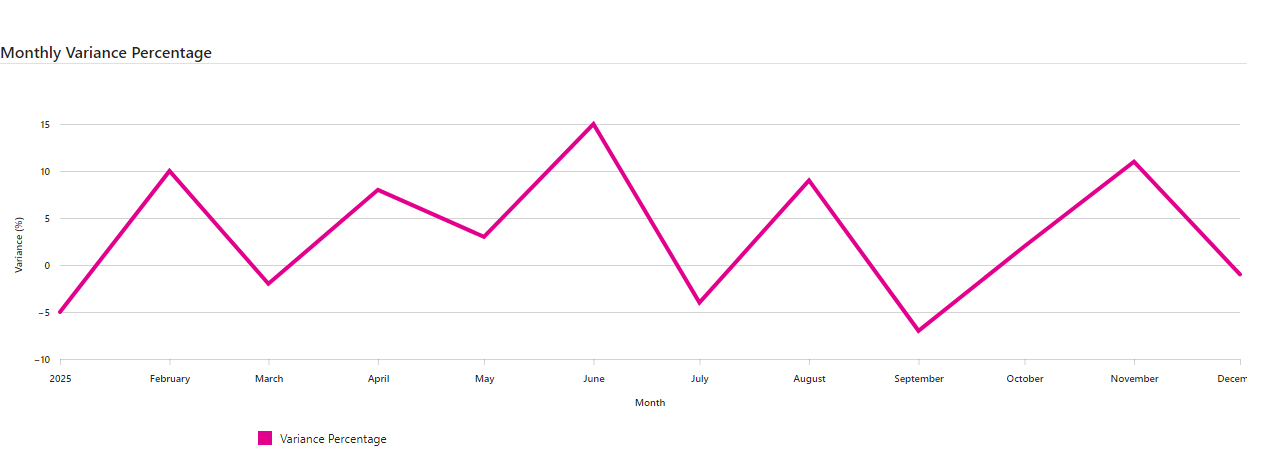 Monthly Variance Percentage
15
10
5
0
−5
−10
Variance (%)
2025 February March April May June July August September October November Decem
Month
Variance Percentage